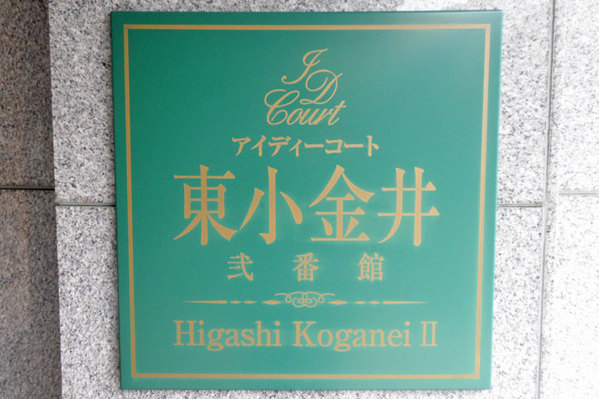 I
D
Court
アイディーコート
東小金井
弐番館
Higashi Koganei II